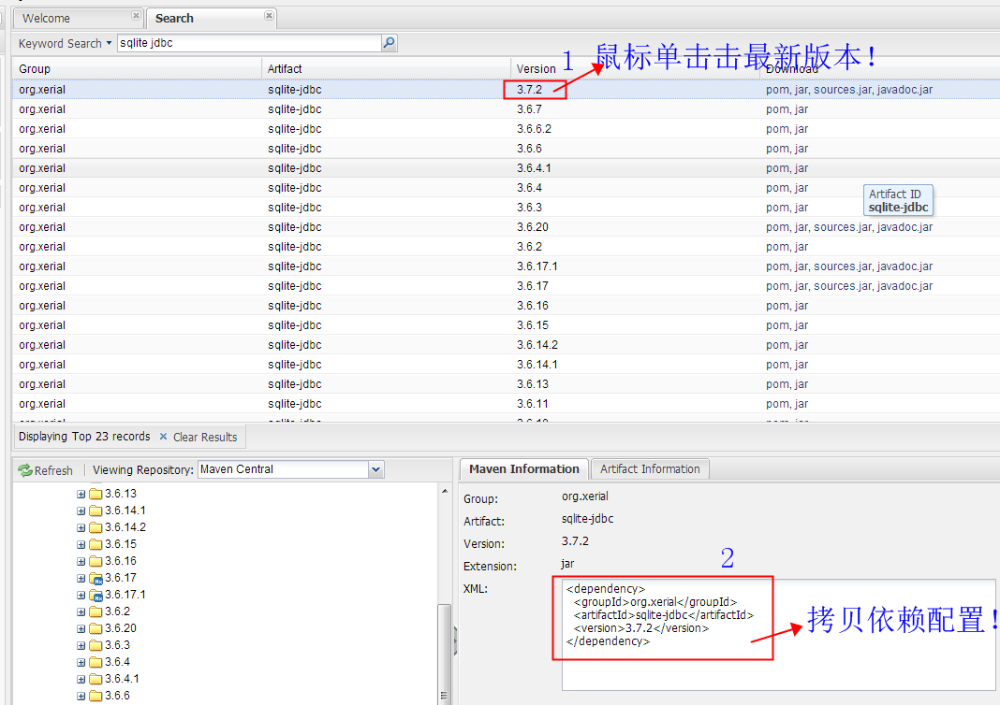 Welcome Search
Keyword Search sqlite jdbc
1 鼠标单击击最新版本!
Group Artifact Version Download
org.xerial sqlite-jdbc 3.7.2 pom, jar, sources.jar, javadoc.jar
org.xerial sqlite-jdbc 3.6.7 pom, jar
org.xerial sqlite-jdbc 3.6.6.2 pom, jar
org.xerial sqlite-jdbc 3.6.6 pom, jar
org.xerial sqlite-jdbc 3.6.4.1 pom, jar
org.xerial sqlite-jdbc 3.6.4 pom, jar
org.xerial sqlite-jdbc 3.6.3 pom, jar
Artifact ID
sqlite-jdbc
org.xerial sqlite-jdbc 3.6.20 pom, jar, sources.jar, javadoc.jar
org.xerial sqlite-jdbc 3.6.2 pom, jar
org.xerial sqlite-jdbc 3.6.17.1 pom, jar, sources.jar, javadoc.jar
org.xerial sqlite-jdbc 3.6.17 pom, jar, sources.jar, javadoc.jar
org.xerial sqlite-jdbc 3.6.16 pom, jar
org.xerial sqlite-jdbc 3.6.15 pom, jar
org.xerial sqlite-jdbc 3.6.14.2 pom, jar
org.xerial sqlite-jdbc 3.6.14.1 pom, jar
org.xerial sqlite-jdbc 3.6.13 pom, jar
org.xerial sqlite-jdbc 3.6.11 pom, jar
Displaying Top 23 records Clear Results
Refresh Viewing Repository: Maven Central
3.6.13
3.6.14.1
3.6.14.2
3.6.15
3.6.16
3.6.17
3.6.17.1
3.6.2
3.6.20
3.6.3
3.6.4
3.6.4.1
3.6.6
Maven Information Artifact Information
Group: org.xerial
Artifact: sqlite-jdbc
Version: 3.7.2
Extension: jar
2
XML:
<dependency>
<groupId>org.xerial</groupId>
<artifactId>sqlite-jdbc</artifactId>
<version>3.7.2</version>
</dependency>
拷贝依赖配置!